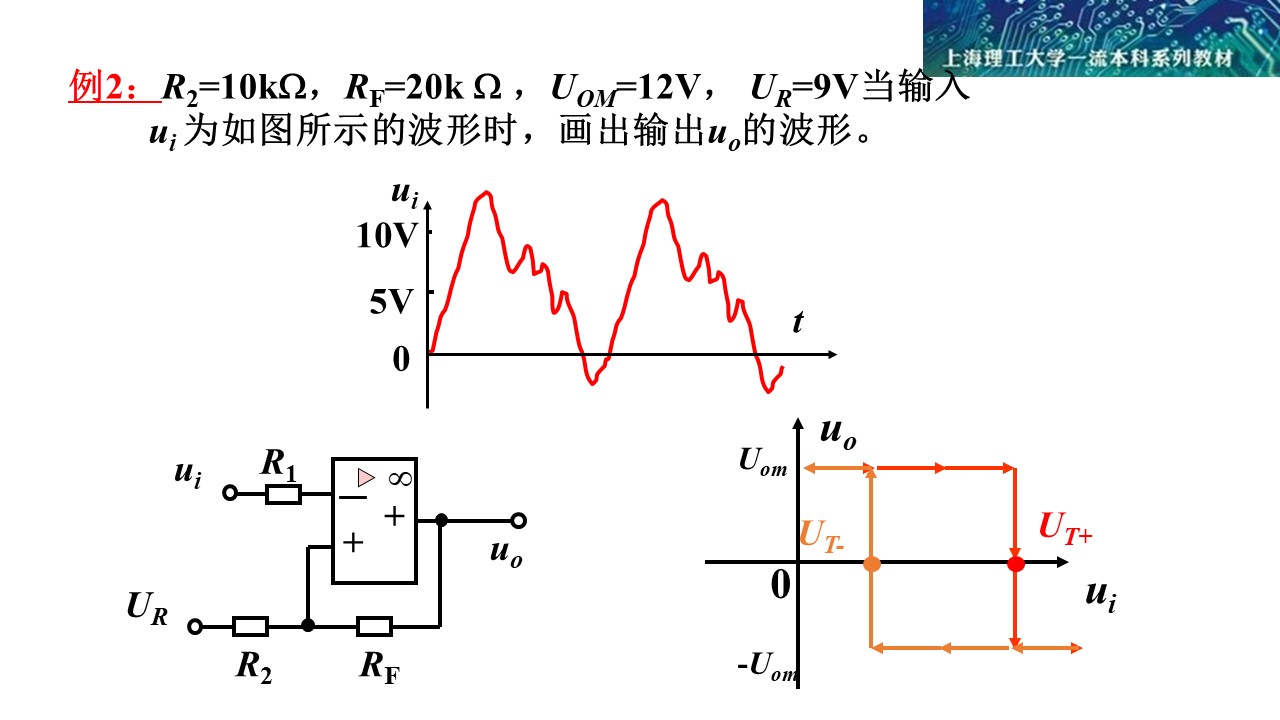 上海理工大学一流本科系列教材
例2：R2=10kΩ，RF=20k Ω ，UOM=12V， UR=9V当输入
ui 为如图所示的波形时，画出输出uo的波形。
ui
10V
5V
0
t
ui
R1
∞
−
+
+
uo
UR
R2
RF
uo
Uom
UT-
UT+
0
ui
-Uom